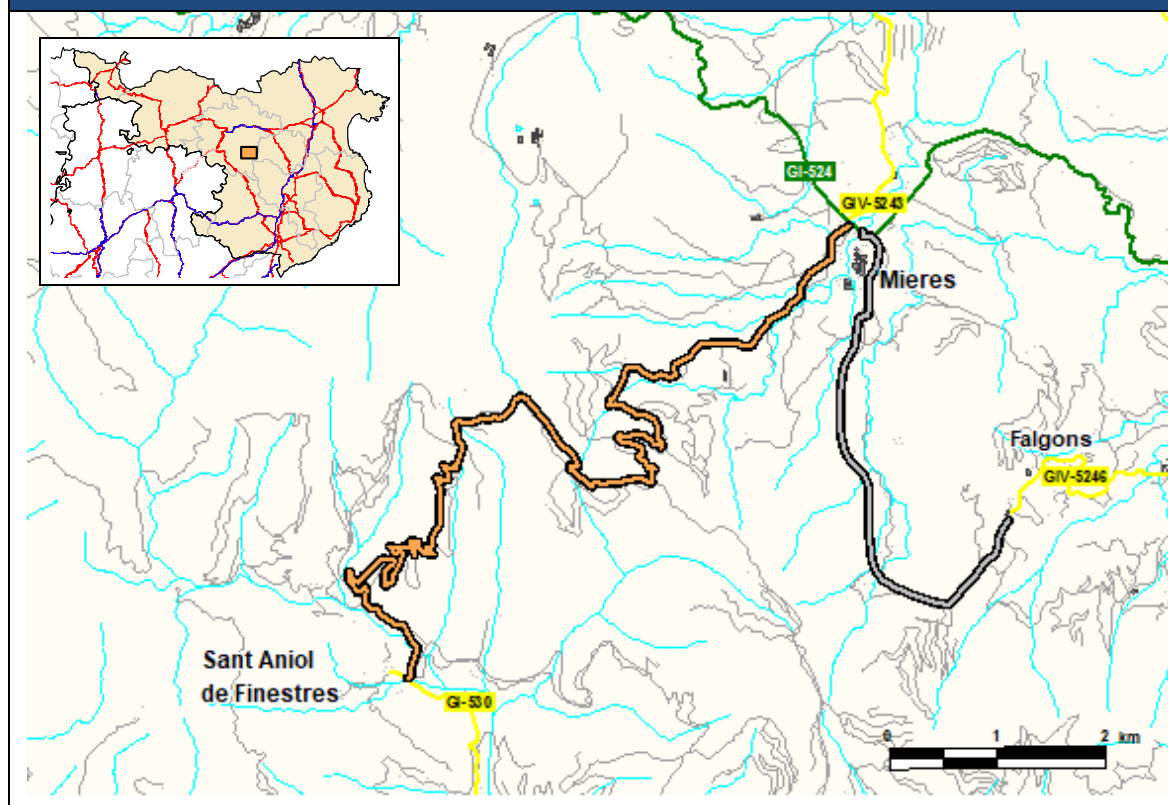 GI-524
GIV-5243
Mieres
Falgons
GIV-5246
Sant Aniol
de Finestres
GI-530
0 1 2 km